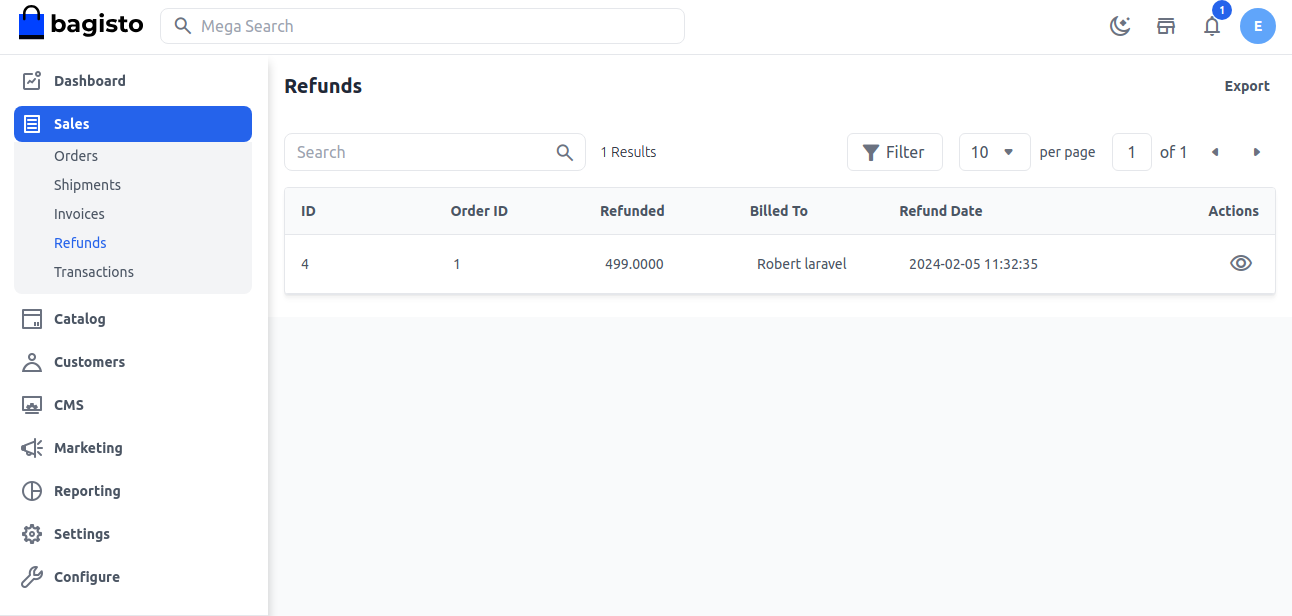 bagisto
Mega Search
1
E
Dashboard
Sales
Orders
Shipments
Invoices
Refunds
Transactions
Catalog
Customers
CMS
Marketing
Reporting
Settings
Configure
Refunds
Export
Search
1 Results
Filter
10
per page
1
of 1
ID Order ID Refunded Billed To Refund Date Actions
4 1 499.0000 Robert laravel 2024-02-05 11:32:35